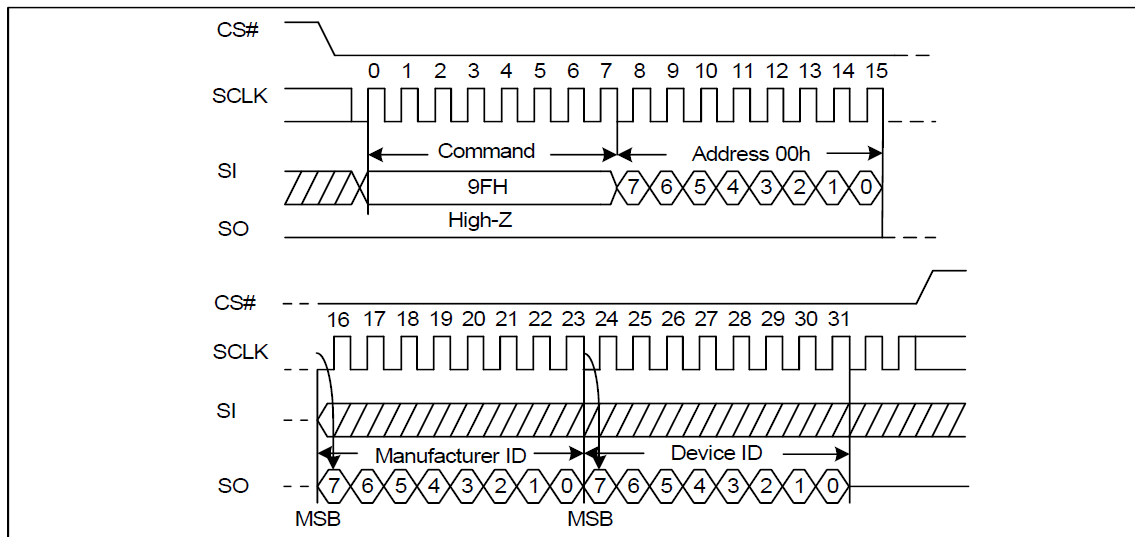 CS#
0 1 2 3 4 5 6 7 8 9 10 11 12 13 14 15
SCLK
Command Address 00h
SI
9FH 7 6 5 4 3 2 1 0
High-Z
SO
CS#
16 17 18 19 20 21 22 23 24 25 26 27 28 29 30 31
SCLK
SI
Manufacturer ID Device ID
SO 7 6 5 4 3 2 1 0 7 6 5 4 3 2 1 0
MSB MSB